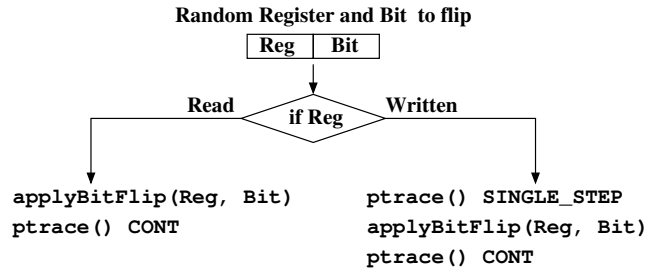 Random Register and Bit to flip
Reg Bit
Read if Reg Written
applyBitFlip(Reg, Bit)
ptrace() CONT
ptrace() SINGLE_STEP
applyBitFlip(Reg, Bit)
ptrace() CONT